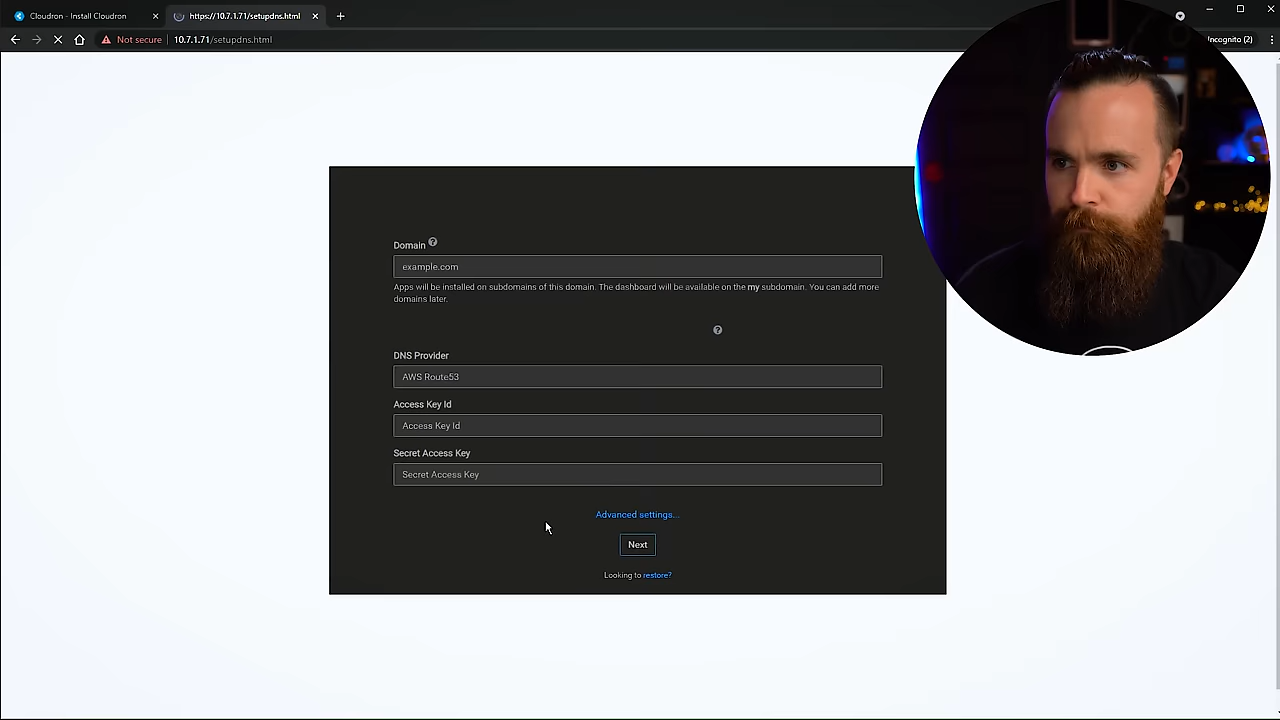 Cloudron - Install Cloudron
https://10.7.1.71/setupdns.html
Not secure
10.7.1.71/setupdns.html
Incognito (2)
Domain
example.com
Apps will be installed on subdomains of this domain. The dashboard will be available on the my subdomain. You can add more
domains later.
DNS Provider
AWS Route53
Access Key Id
Access Key Id
Secret Access Key
Secret Access Key
Advanced settings...
Next
Looking to restore?